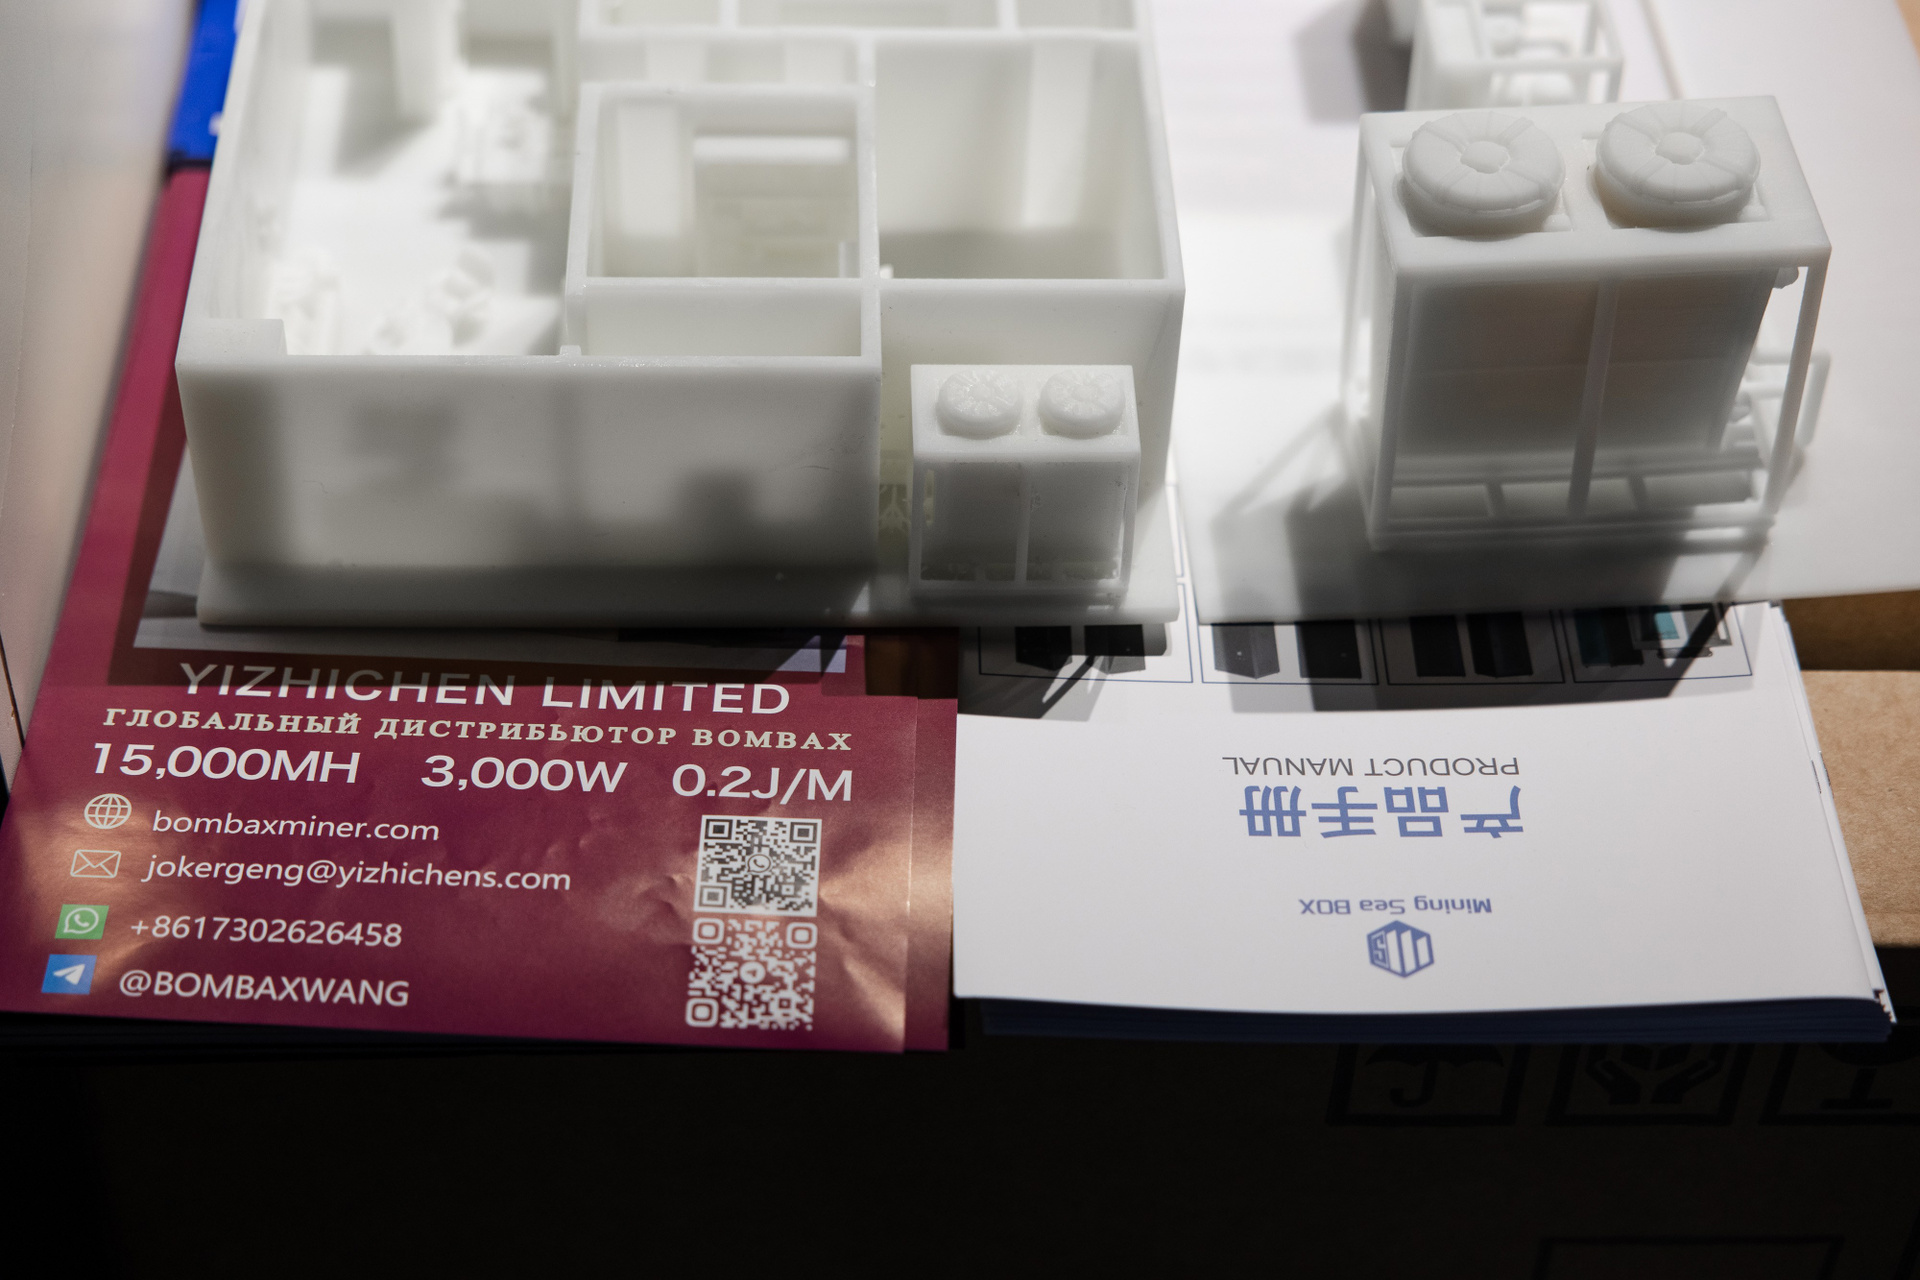 YIZHICHEN LIMITED
ГЛОБАЛЬНЫЙ ДИСТРИБЬЮТОР BOMBAX
15,000MH 3,000W 0.2J/M
bombaxminer.com
jokergeng@yizhichens.com
+8617302626458
@BOMBAXWANG
Mining Sea BOX
产品手册
PRODUCT MANUAL